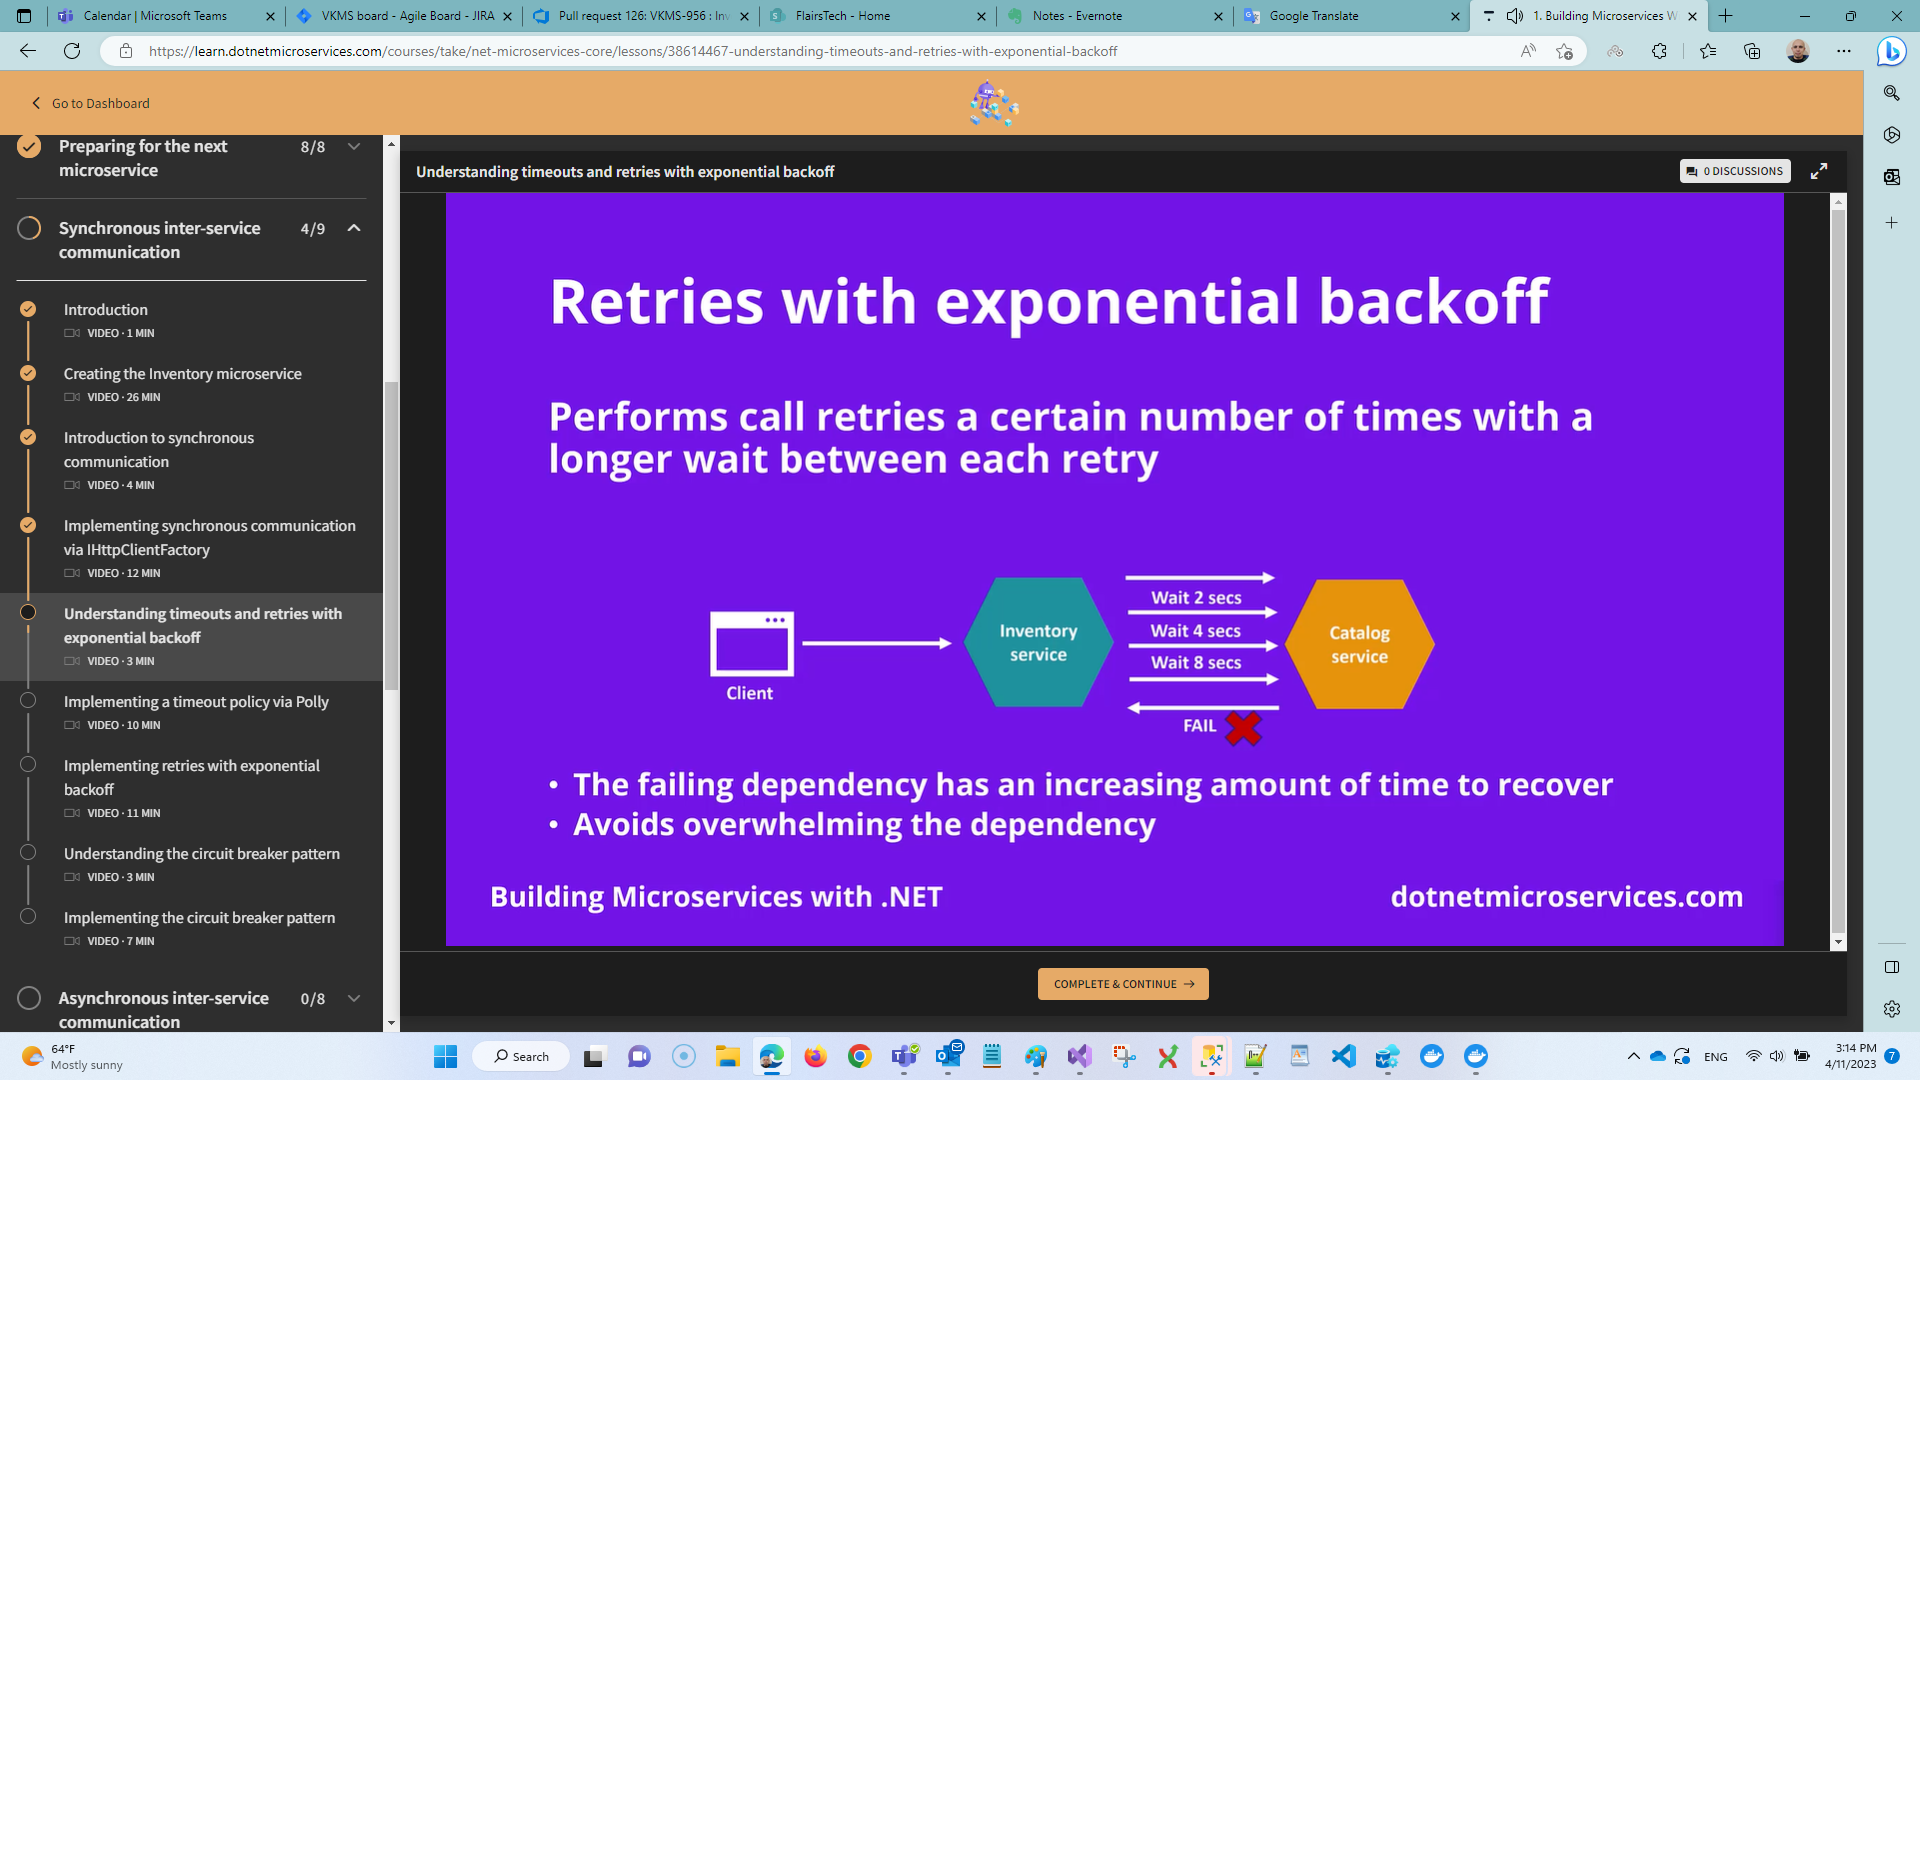 Calendar | Microsoft Teams
VKMS board - Agile Board - JIRA
Pull request 126: VKMS-956 : Inv
FlairsTech - Home
Notes - Evernote
Google Translate
1. Building Microservices W
https://learn.dotnetmicroservices.com/courses/take/net-microservices-core/lessons/38614467-understanding-timeouts-and-retries-with-exponential-backoff
Go to Dashboard
Preparing for the next
microservice
8/8
Synchronous inter-service
communication
4/9
Introduction
VIDEO · 1 MIN
Creating the Inventory microservice
VIDEO · 26 MIN
Introduction to synchronous
communication
VIDEO · 4 MIN
Implementing synchronous communication
via IHttpClientFactory
VIDEO · 12 MIN
Understanding timeouts and retries with
exponential backoff
VIDEO · 3 MIN
Implementing a timeout policy via Polly
VIDEO · 10 MIN
Implementing retries with exponential
backoff
VIDEO · 11 MIN
Understanding the circuit breaker pattern
VIDEO · 3 MIN
Implementing the circuit breaker pattern
VIDEO · 7 MIN
Asynchronous inter-service
communication
0/8
Understanding timeouts and retries with exponential backoff
0 DISCUSSIONS
Retries with exponential backoff
Performs call retries a certain number of times with a
longer wait between each retry
Client
Inventory
service
Wait 2 secs
Wait 4 secs
Wait 8 secs
FAIL
Catalog
service
• The failing dependency has an increasing amount of time to recover
• Avoids overwhelming the dependency
Building Microservices with .NET
dotnetmicroservices.com
COMPLETE & CONTINUE →
64°F
Mostly sunny
Search
ENG
3:14 PM
4/11/2023
7